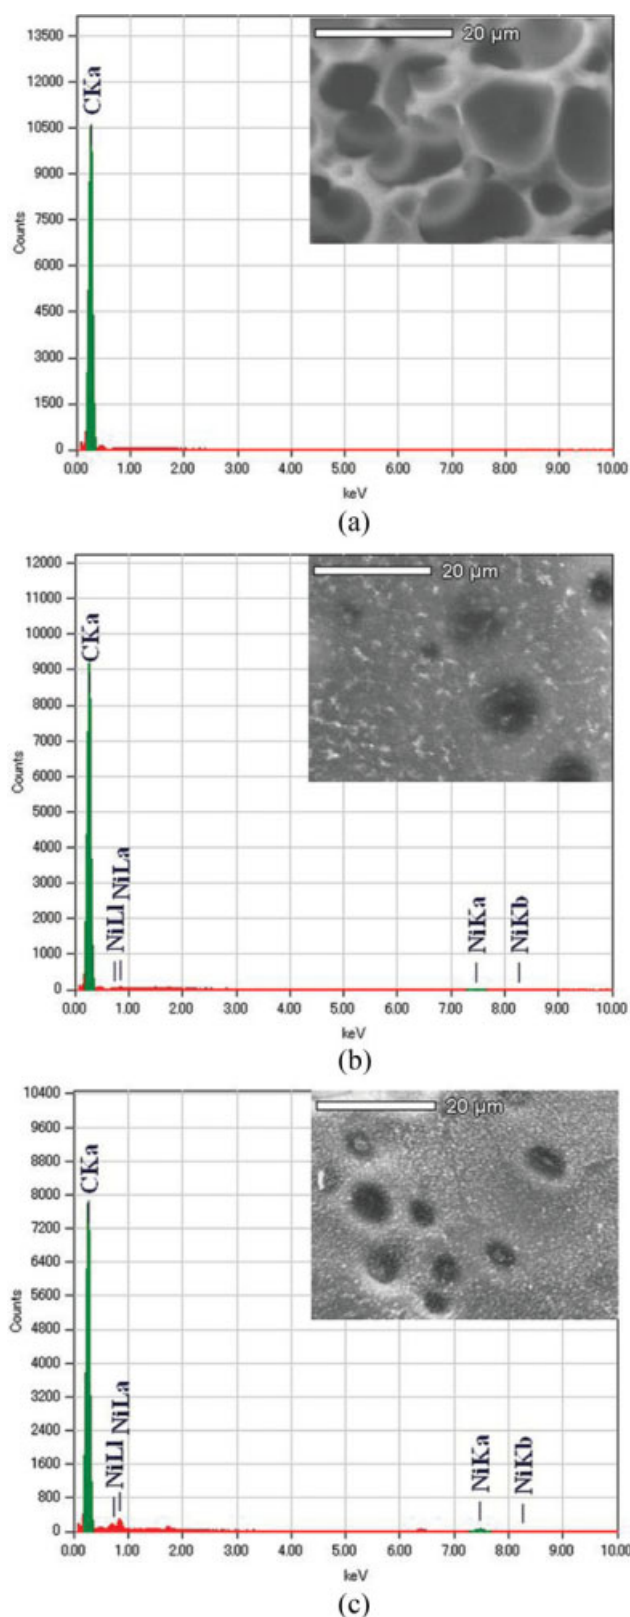 20 µm
13500
12000
CKa
10500
9000
7500
Counts
6000
4500
3000
1500
0
0.00 1.00 2.00 3.00 4.00 5.00 6.00 7.00 8.00 9.00 10.00
keV
(a)
12000
20 µm
11000
10000
CKa
9000
8000
7000
Counts
6000
5000
4000
3000
NiLl NiLa NiKa NiKb
2000
1000
0
0.00 1.00 2.00 3.00 4.00 5.00 6.00 7.00 8.00 9.00 10.00
keV
(b)
10400
20 µm
9600
8800
CKa
8000
7200
6400
5600
Counts
4800
4000
3200
2400
NiLl NiLa NiKa NiKb
1600
800
0
0.00 1.00 2.00 3.00 4.00 5.00 6.00 7.00 8.00 9.00 10.00
keV
(c)